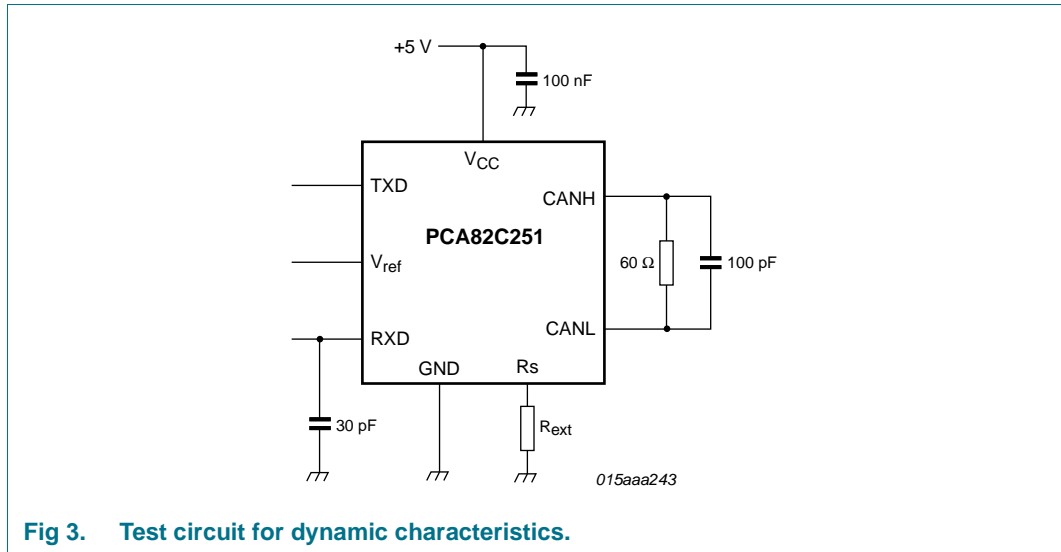 +5 V
100 nF
VCC
TXD
CANH
PCA82C251
Vref
60 Ω
100 pF
RXD
CANL
GND
Rs
30 pF
Rext
015aaa243
Fig 3. Test circuit for dynamic characteristics.